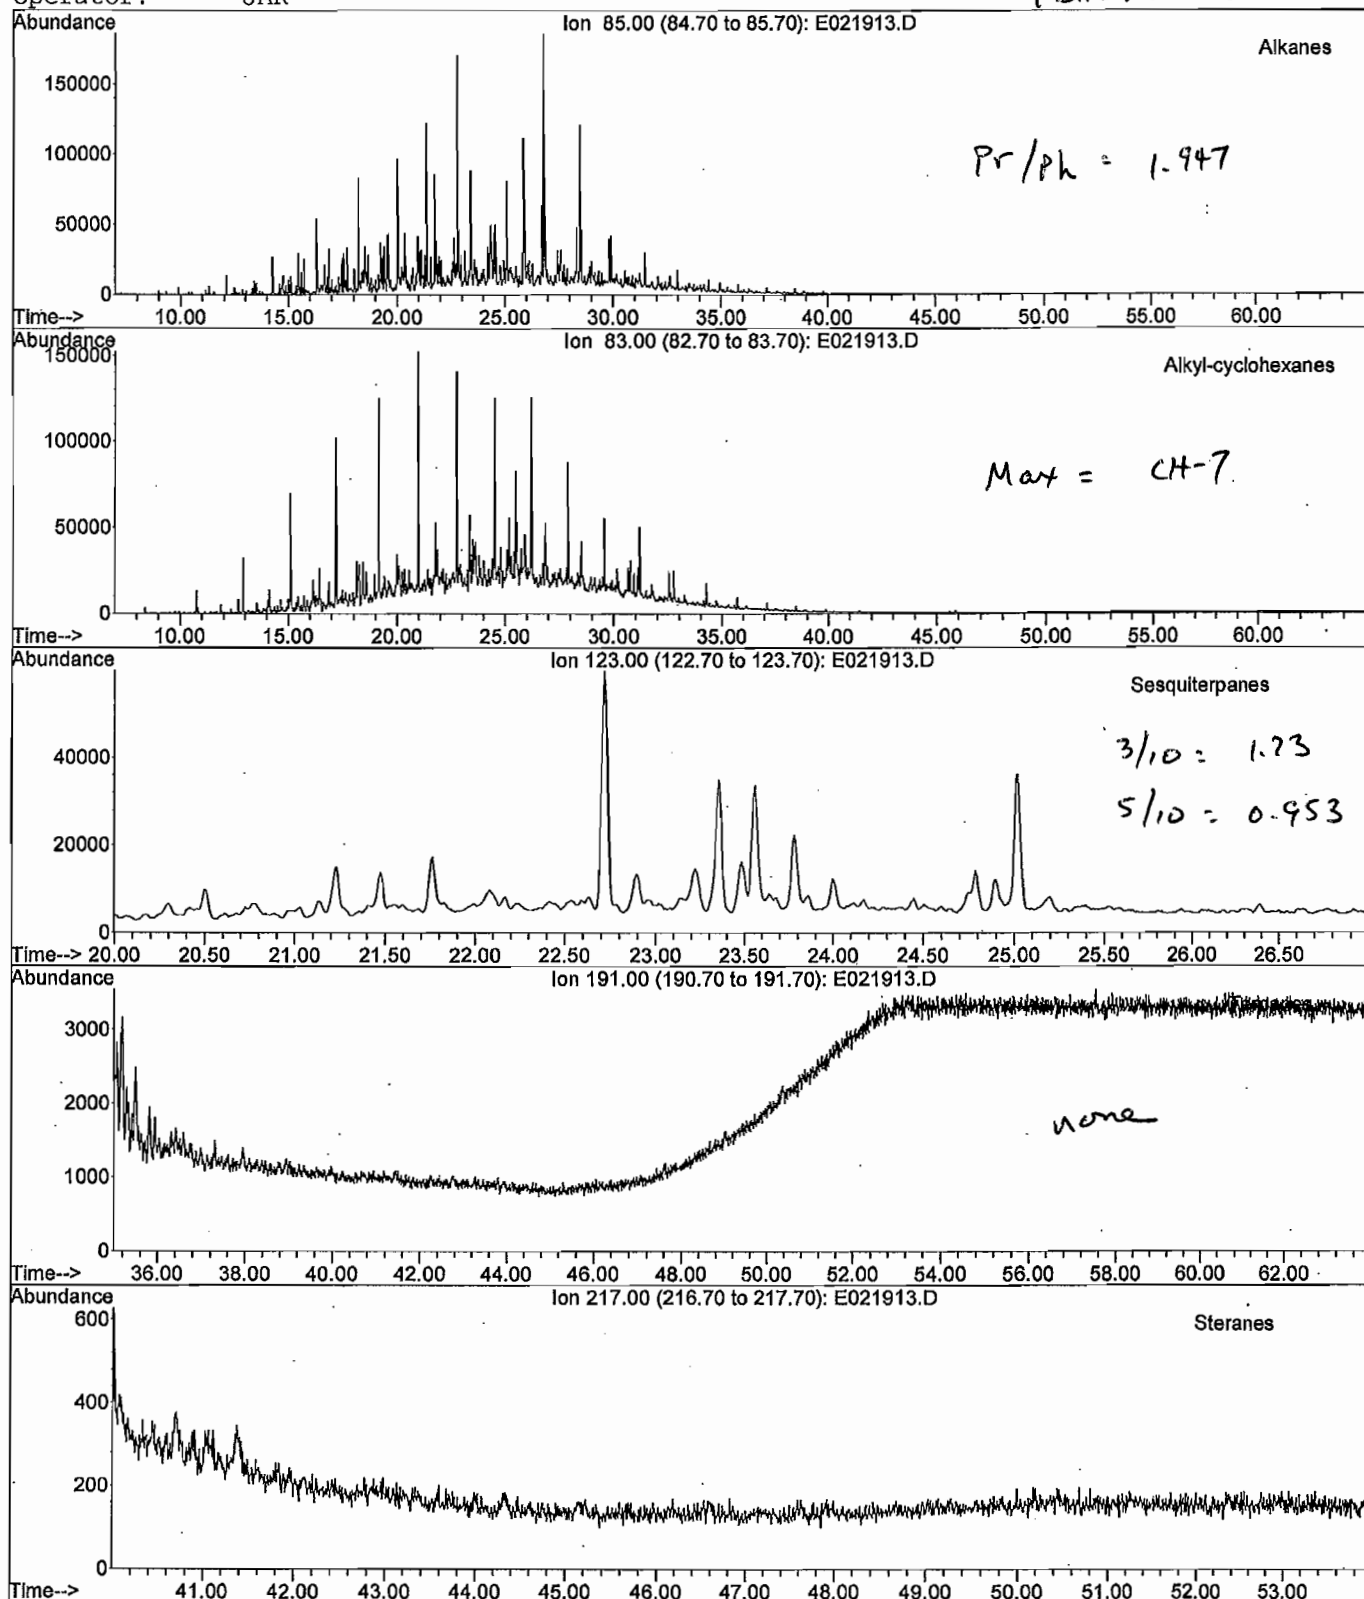 Abundance
Ion 85.00 (84.70 to 85.70): E021913.D
Alkanes
150000
100000
50000
0
Pr/Ph = 1.947
Time--> 10.00 15.00 20.00 25.00 30.00 35.00 40.00 45.00 50.00 55.00 60.00
Abundance
Ion 83.00 (82.70 to 83.70): E021913.D
Alkyl-cyclohexanes
150000
100000
50000
0
Max = CH-7
Time--> 10.00 15.00 20.00 25.00 30.00 35.00 40.00 45.00 50.00 55.00 60.00
Abundance
Ion 123.00 (122.70 to 123.70): E021913.D
Sesquiterpanes
40000
20000
0
3/10 = 1.73
5/10 = 0.953
Time--> 20.00 20.50 21.00 21.50 22.00 22.50 23.00 23.50 24.00 24.50 25.00 25.50 26.00 26.50
Abundance
Ion 191.00 (190.70 to 191.70): E021913.D
3000
2000
1000
0
none
Time--> 36.00 38.00 40.00 42.00 44.00 46.00 48.00 50.00 52.00 54.00 56.00 58.00 60.00 62.00
Abundance
Ion 217.00 (216.70 to 217.70): E021913.D
Steranes
600
400
200
0
Time--> 41.00 42.00 43.00 44.00 45.00 46.00 47.00 48.00 49.00 50.00 51.00 52.00 53.00